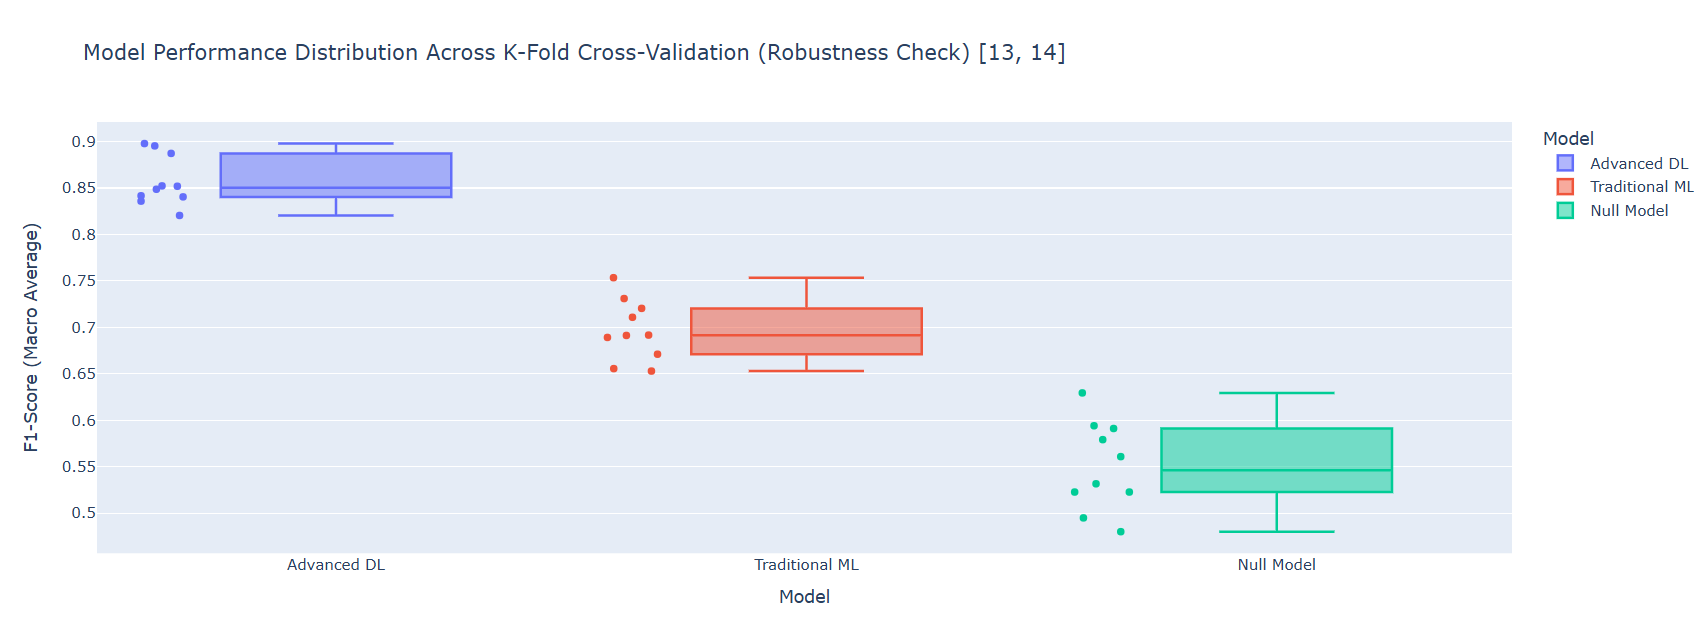 Model Performance Distribution Across K-Fold Cross-Validation (Robustness Check) [13, 14]
Model
Advanced DL
Traditional ML
Null Model
F1-Score (Macro Average)
0.9
0.85
0.8
0.75
0.7
0.65
0.6
0.55
0.5
Advanced DL
Traditional ML
Null Model
Model